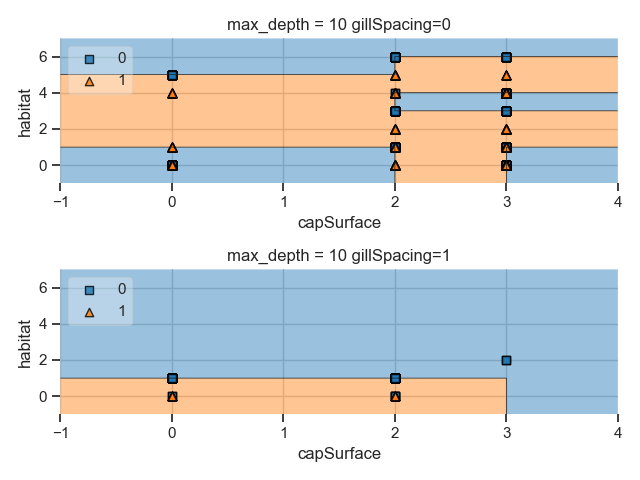 max_depth = 10 gillSpacing=0
0
1
habitat
6
4
2
0
−1 0 1 2 3 4
capSurface
max_depth = 10 gillSpacing=1
0
1
habitat
6
4
2
0
−1 0 1 2 3 4
capSurface